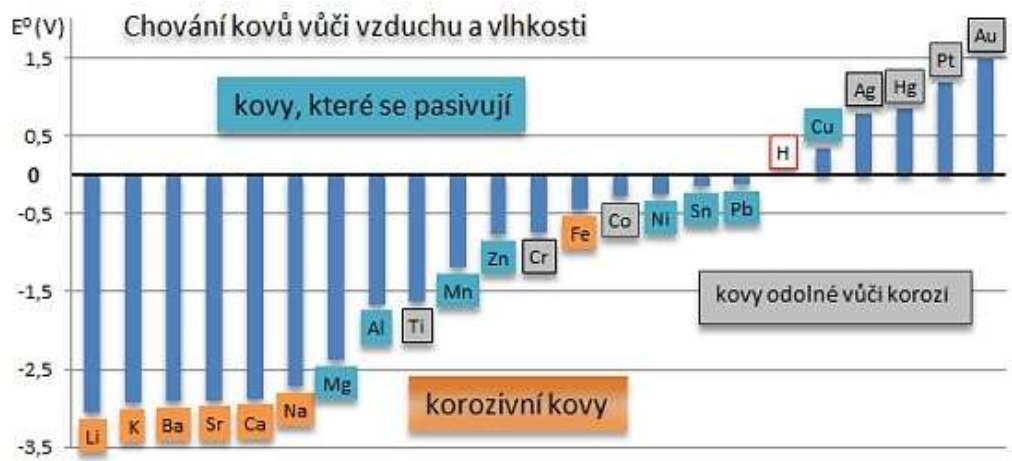 E⁰ (V)
Chování kovů vůči vzduchu a vlhkosti
1,5
0,5
0
-0,5
-1,5
-2,5
-3,5
kovy, které se pasivují
kovy odolné vůči korozi
korozivní kovy
Li
K
Ba
Sr
Ca
Na
Mg
Al
Ti
Mn
Zn
Cr
Fe
Co
Ni
Sn
Pb
H
Cu
Ag
Hg
Pt
Au